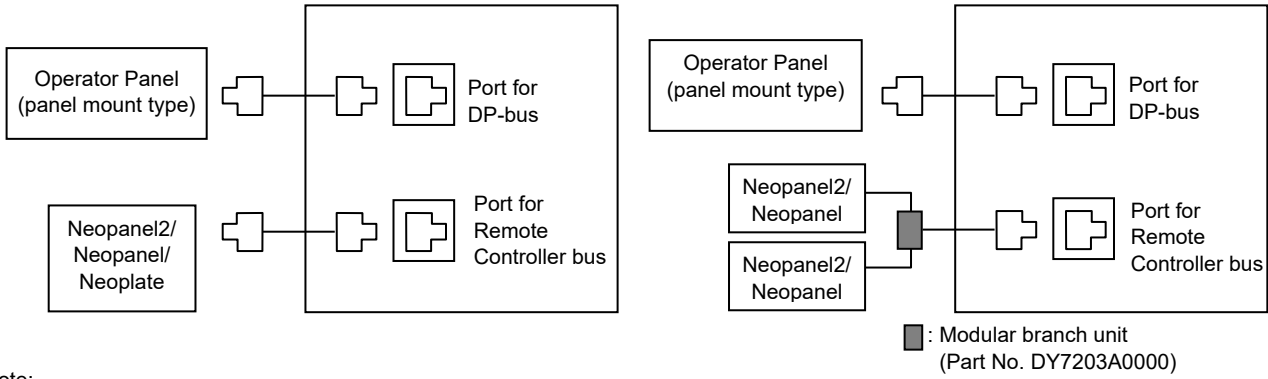 Operator Panel
(panel mount type)
Port for
DP-bus
Neopanel2/
Neopanel/
Neoplate
Port for
Remote
Controller bus
Operator Panel
(panel mount type)
Port for
DP-bus
Neopanel2/
Neopanel
Neopanel2/
Neopanel
Port for
Remote
Controller bus
: Modular branch unit
(Part No. DY7203A0000)